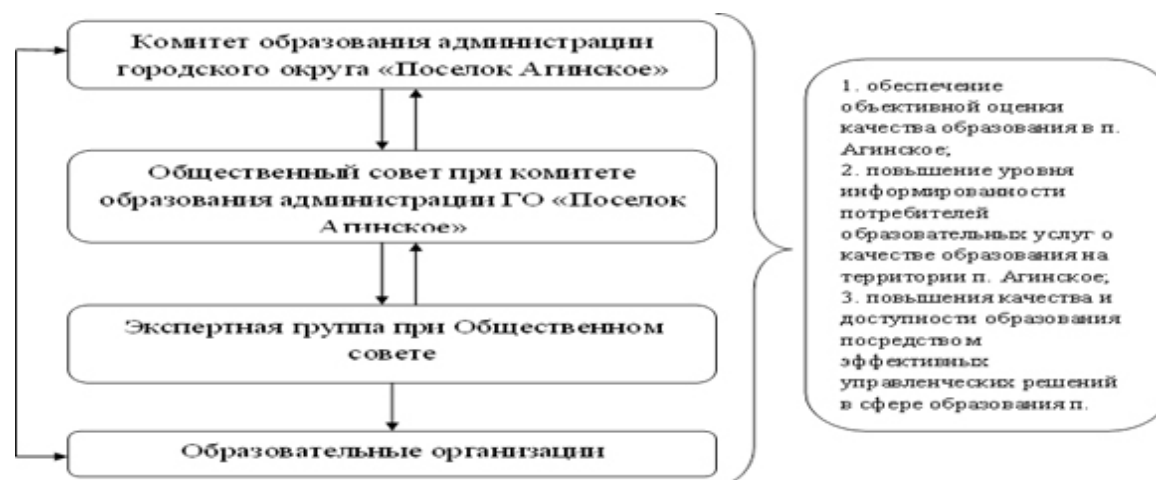 Комитет образования администрации
городского округа «Поселок Агинское»
Общественный совет при комитете
образования администрации ГО «Поселок
Агинское»
Экспертная группа при Общественном
совете
Образовательные организации
1. обеспечение
объективной оценки
качества образования в п.
Агинское;
2. повышение уровня
информированности
потребителей
образовательных услуг о
качестве образования на
территории п. Агинское;
3. повышения качества и
доступности образования
посредством
эффективных
управленческих решений
в сфере образования п.